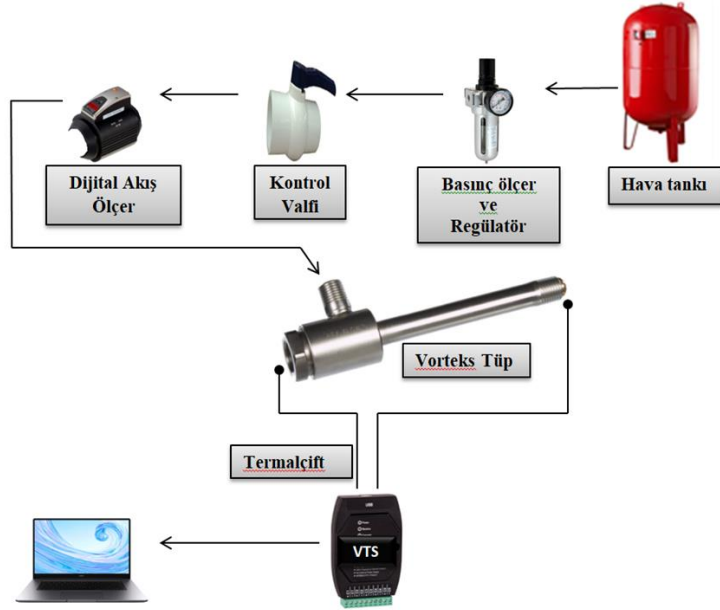 Dijital Akış
Ölçer
Kontrol
Valfi
Basınç ölçer
ve
Regülatör
Hava tankı
Vorteks Tüp
Termalçift
VTS